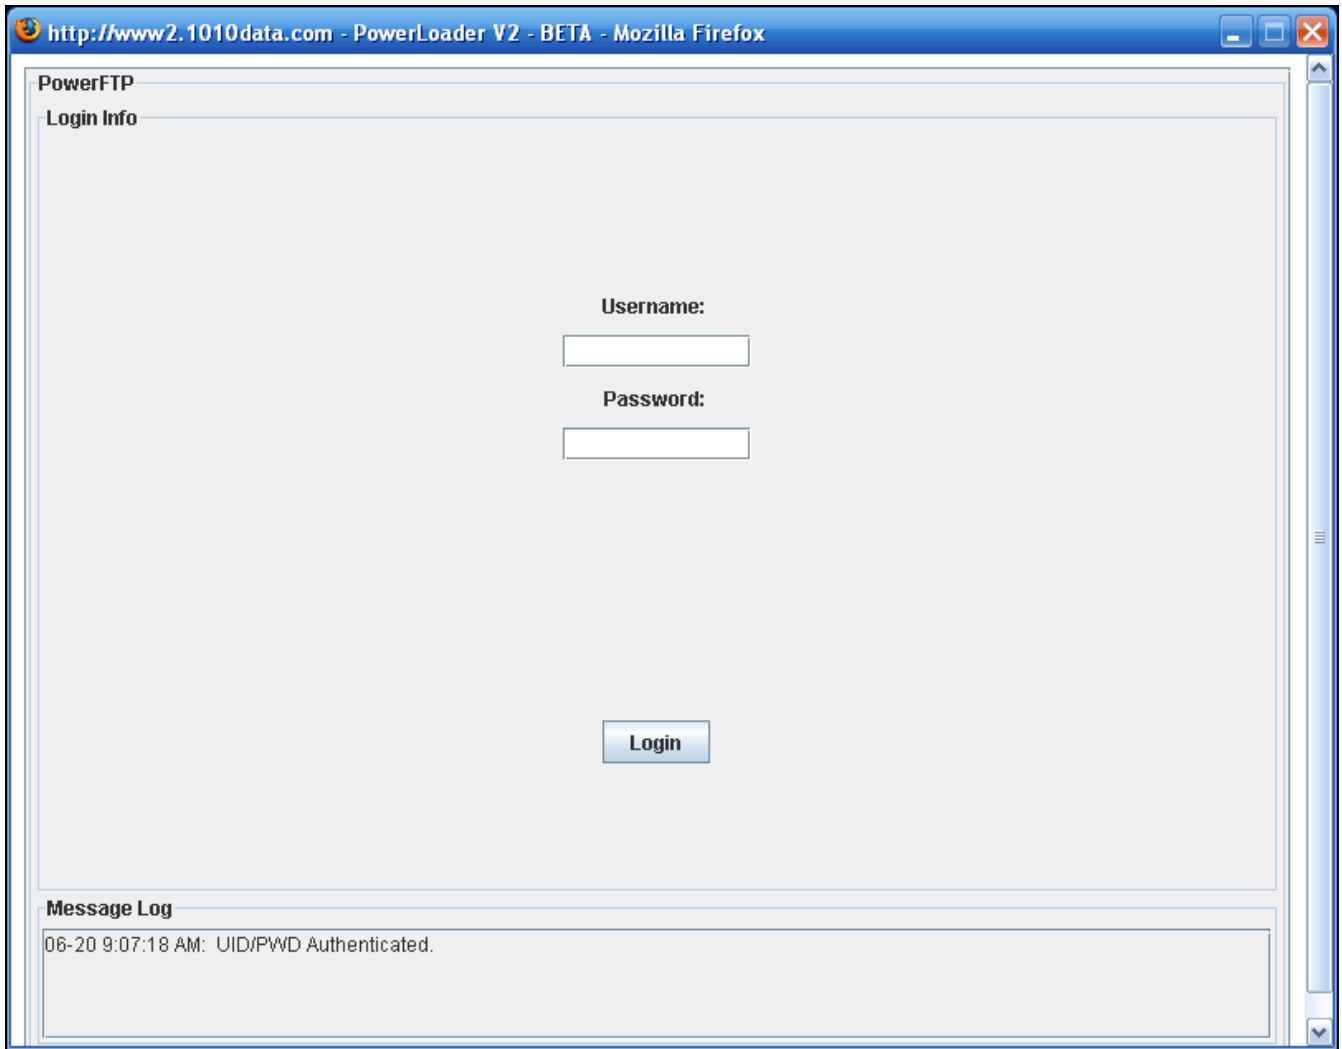 http://www2.1010data.com - PowerLoader V2 - BETA - Mozilla Firefox
PowerFTP
Login Info
Username:
Password:
Login
Message Log
06-20 9:07:18 AM:  UID/PWD Authenticated.